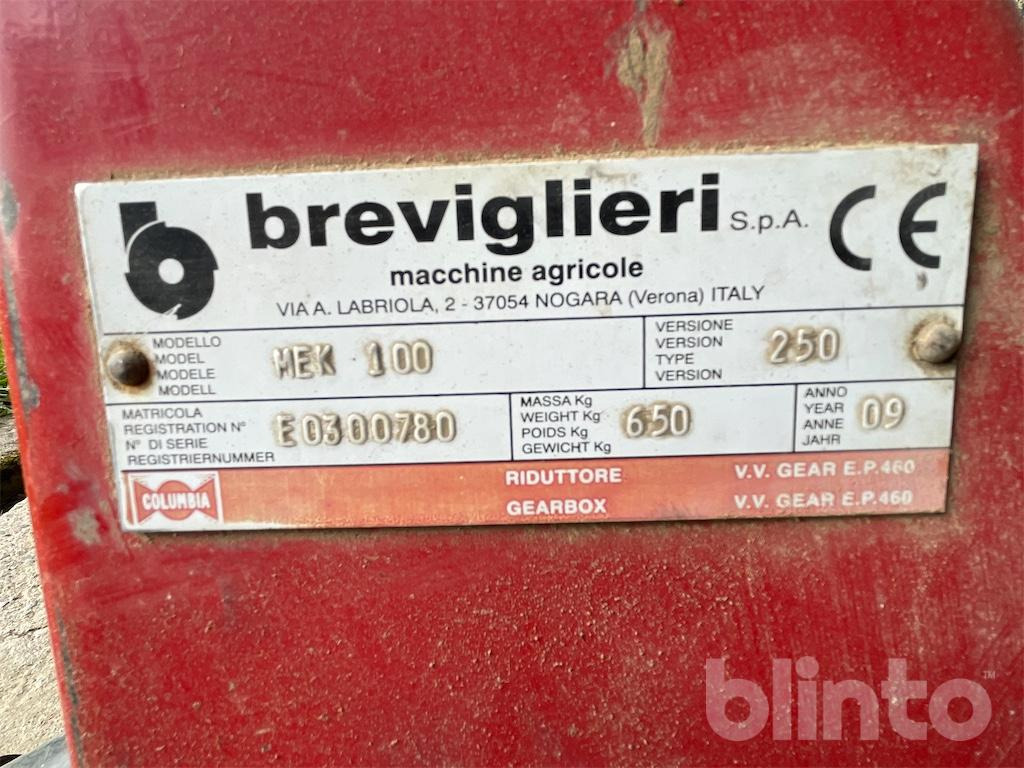 breviglieri S.p.A. CE
macchine agricole
VIA A. LABRIOLA, 2 - 37054 NOGARA (Verona) ITALY
MODELLO
MODEL
MODELE
MODELL
MEK 100
VERSIONE
VERSION
TYPE
VERSION
250
MATRICOLA
REGISTRATION N°
N° DI SERIE
REGISTRIERNUMMER
E0300780
MASSA Kg
WEIGHT Kg
POIDS Kg
GEWICHT Kg
650
ANNO
YEAR
ANNE
JAHR
09
COLUMBIA
RIDUTTORE V.V. GEAR E.P.460
GEARBOX V.V. GEAR E.P.460
blinto™